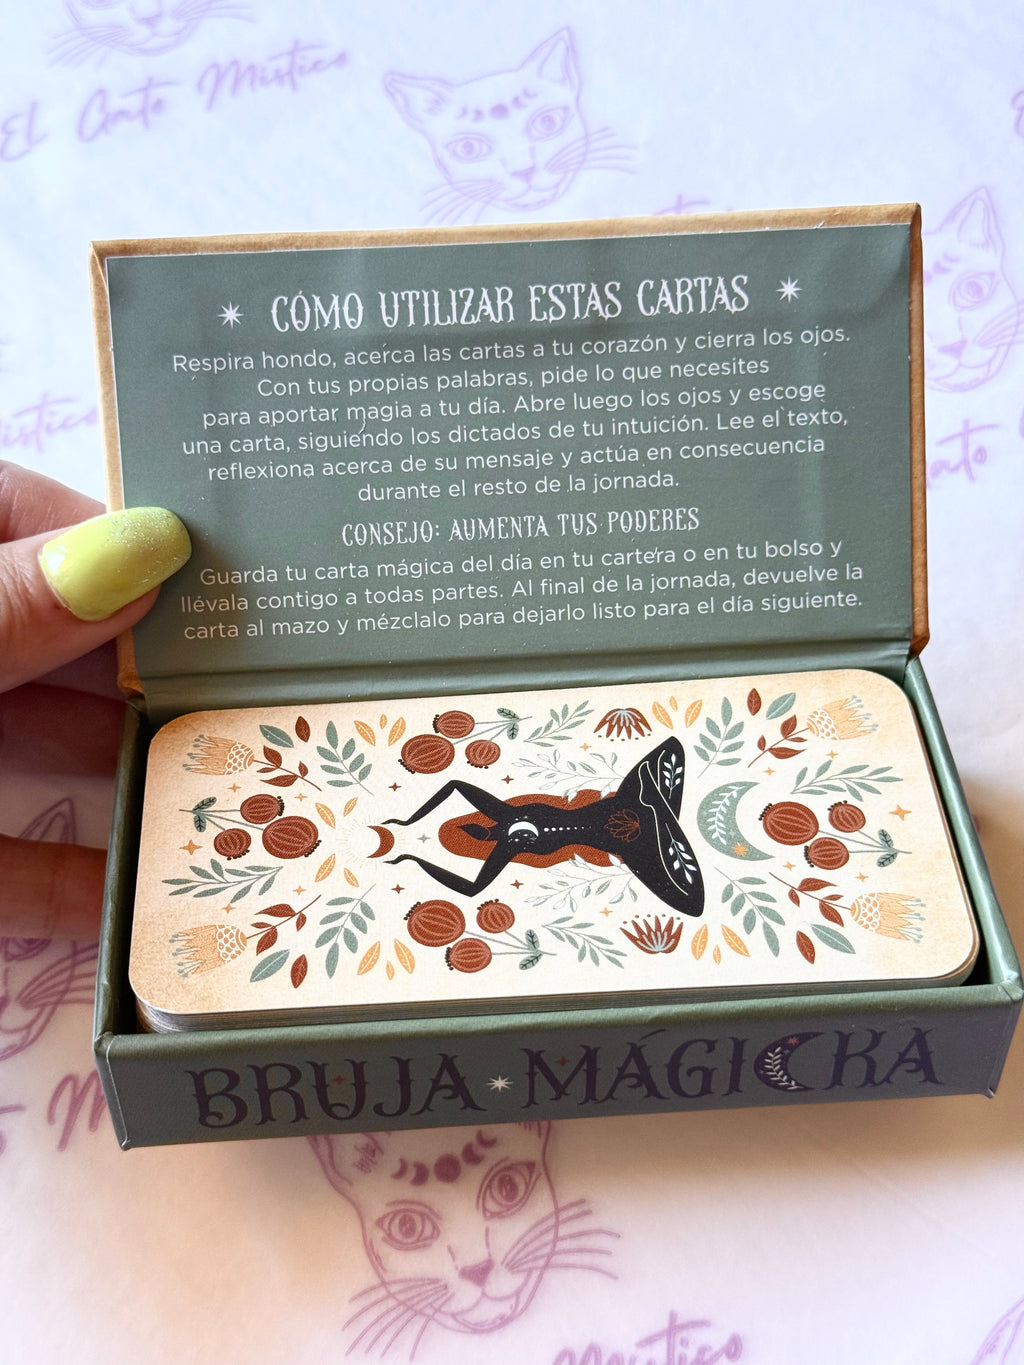 EL Gato Místico
Místico
Gato
CÓMO UTILIZAR ESTAS CARTAS
Respira hondo, acerca las cartas a tu corazón y cierra los ojos.
Con tus propias palabras, pide lo que necesites
para aportar magia a tu día. Abre luego los ojos y escoge
una carta, siguiendo los dictados de tu intuición. Lee el texto,
reflexiona acerca de su mensaje y actúa en consecuencia
durante el resto de la jornada.
CONSEJO: AUMENTA TUS PODERES
Guarda tu carta mágica del día en tu cartera o en tu bolso y
llévala contigo a todas partes. Al final de la jornada, devuelve la
carta al mazo y mézclalo para dejarlo listo para el día siguiente.
BRUJA MÁGICKA
Místico